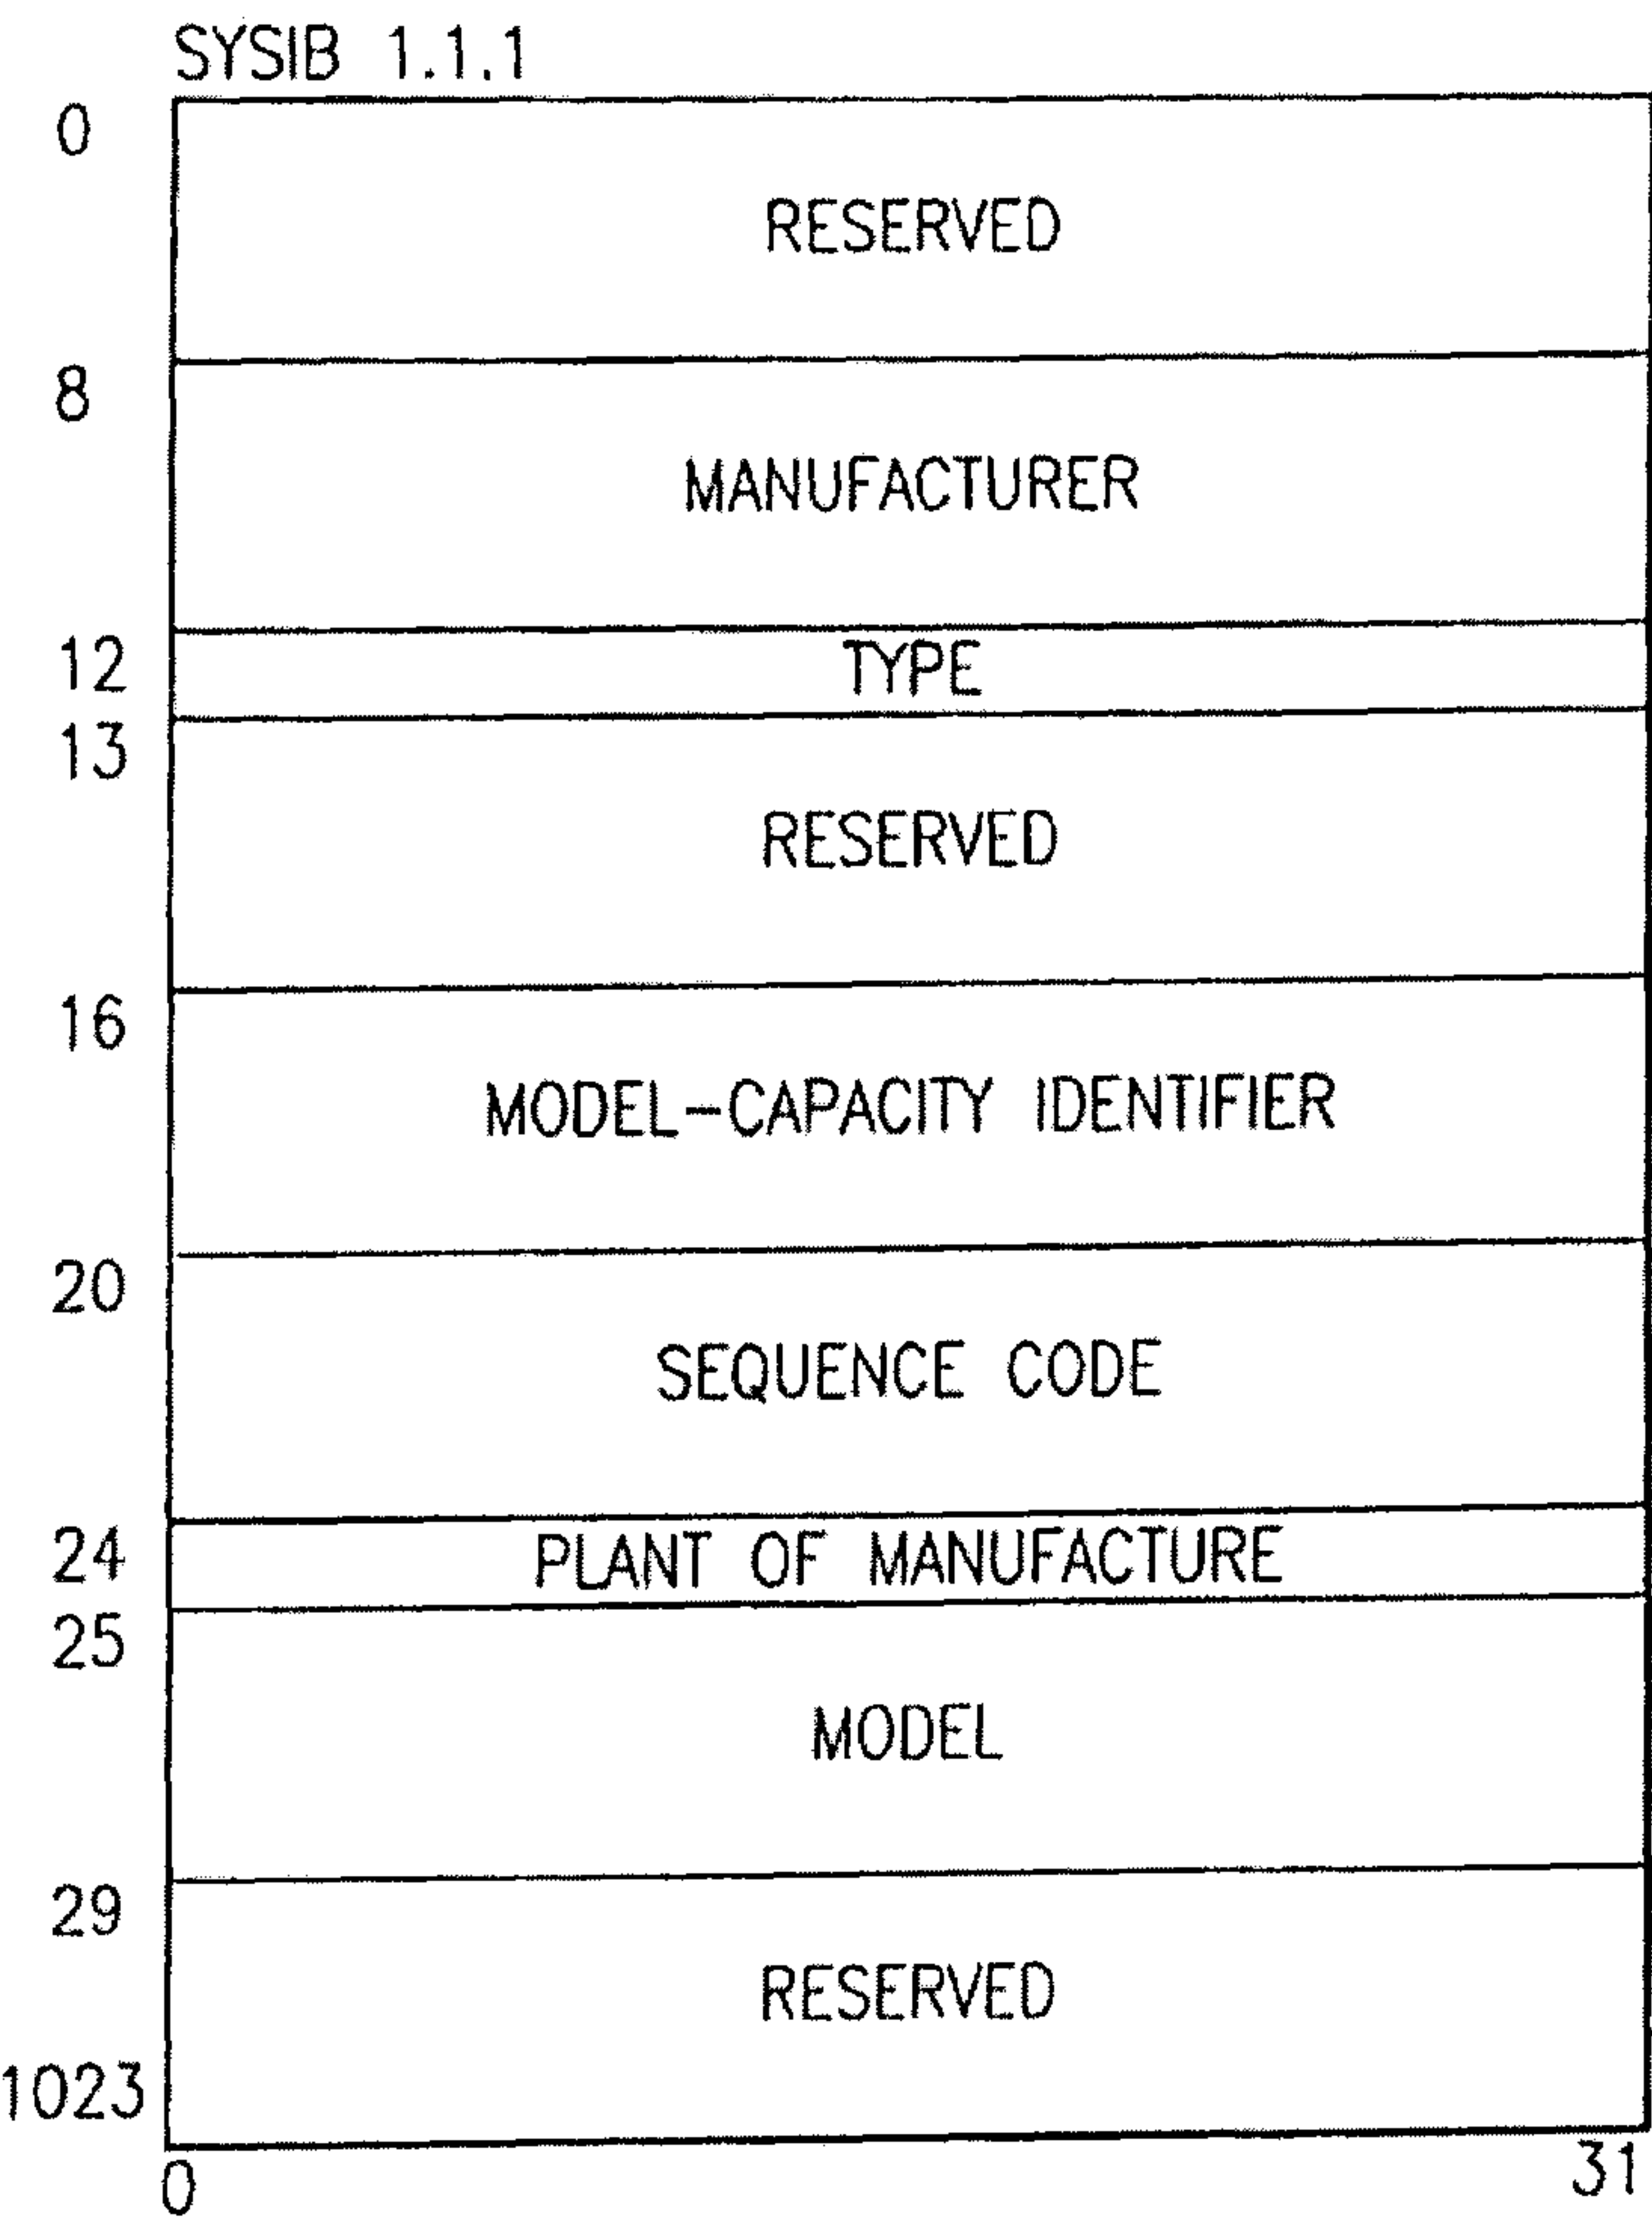 SYSIB 1.1.1
0
RESERVED
8
MANUFACTURER
12 TYPE
13
RESERVED
16
MODEL-CAPACITY IDENTIFIER
20
SEQUENCE CODE
24 PLANT OF MANUFACTURE
25
MODEL
29
RESERVED
1023
0 31